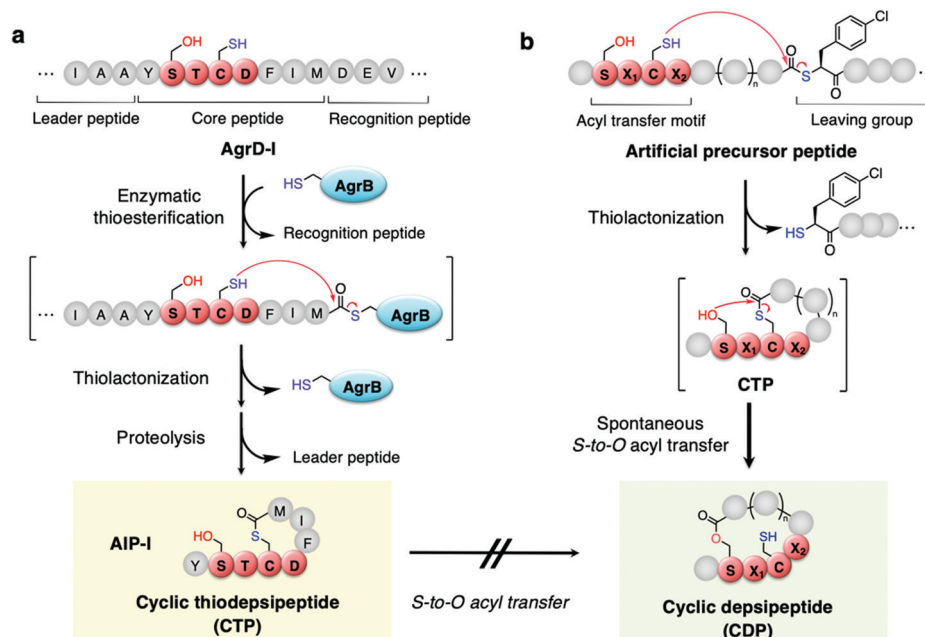 a
OH
SH
... I A A Y S T C D F I M D E V ...
Leader peptide
Core peptide
Recognition peptide
AgrD-I
Enzymatic
thioesterification
HS
AgrB
Recognition peptide
OH
SH
O
... I A A Y S T C D F I M
S
AgrB
Thiolactonization
HS
AgrB
Proteolysis
Leader peptide
AIP-I
O
M
I
F
HO
S
Y S T C D
Cyclic thiodepsipeptide
(CTP)
S-to-O acyl transfer
b
Cl
OH
SH
O
... S X1 C X2 n
S
O
...
Acyl transfer motif
Leaving group
Artificial precursor peptide
Thiolactonization
Cl
HS
O
...
O
n
HO
S
S X1 C X2
CTP
Spontaneous
S-to-O acyl transfer
O
n
O
SH
S X1 C X2
Cyclic depsipeptide
(CDP)